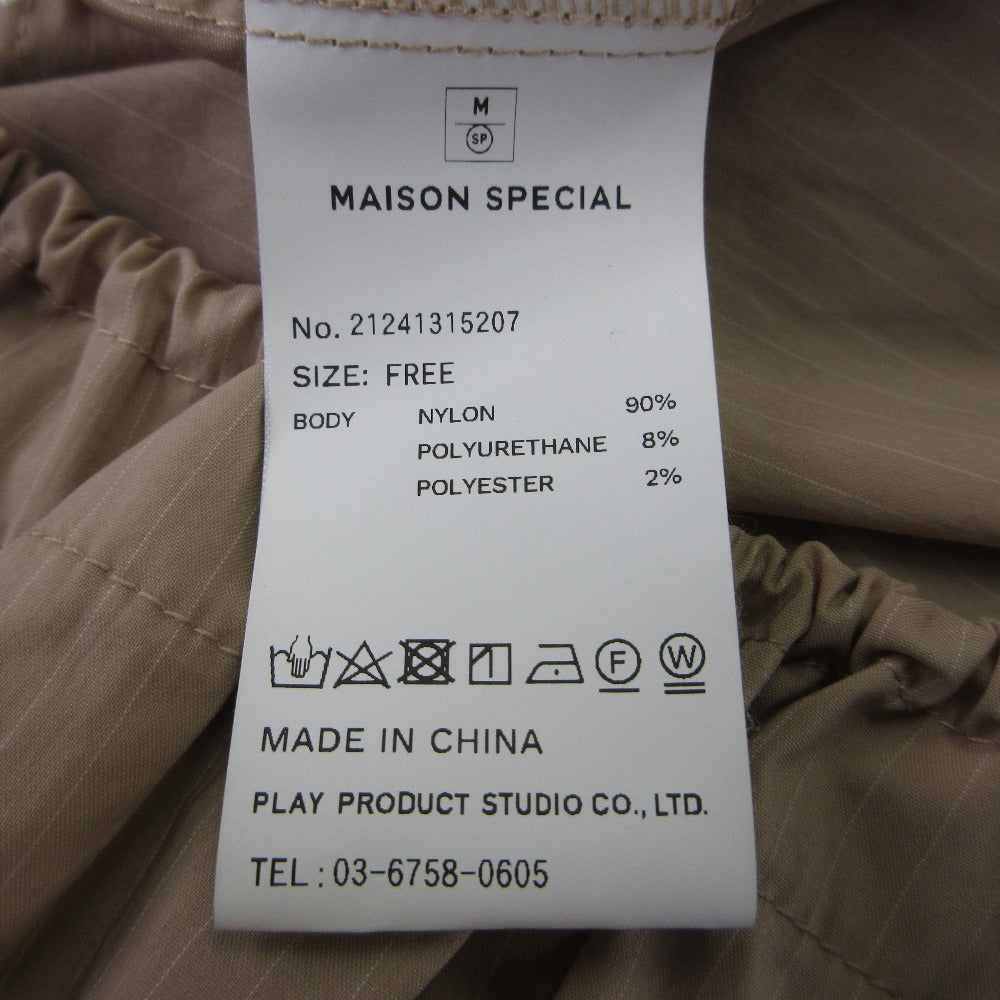 M
SP
MAISON SPECIAL
No. 21241315207
SIZE: FREE
BODY NYLON 90%
POLYURETHANE 8%
POLYESTER 2%
F W
MADE IN CHINA
PLAY PRODUCT STUDIO CO., LTD.
TEL : 03-6758-0605